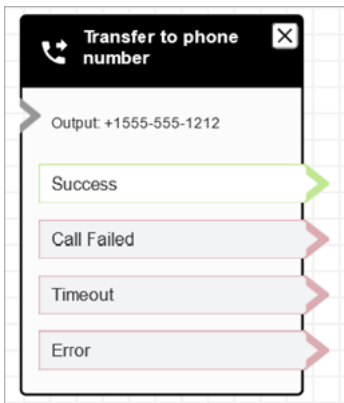 Transfer to phone
number
Output: +1555-555-1212
Success
Call Failed
Timeout
Error